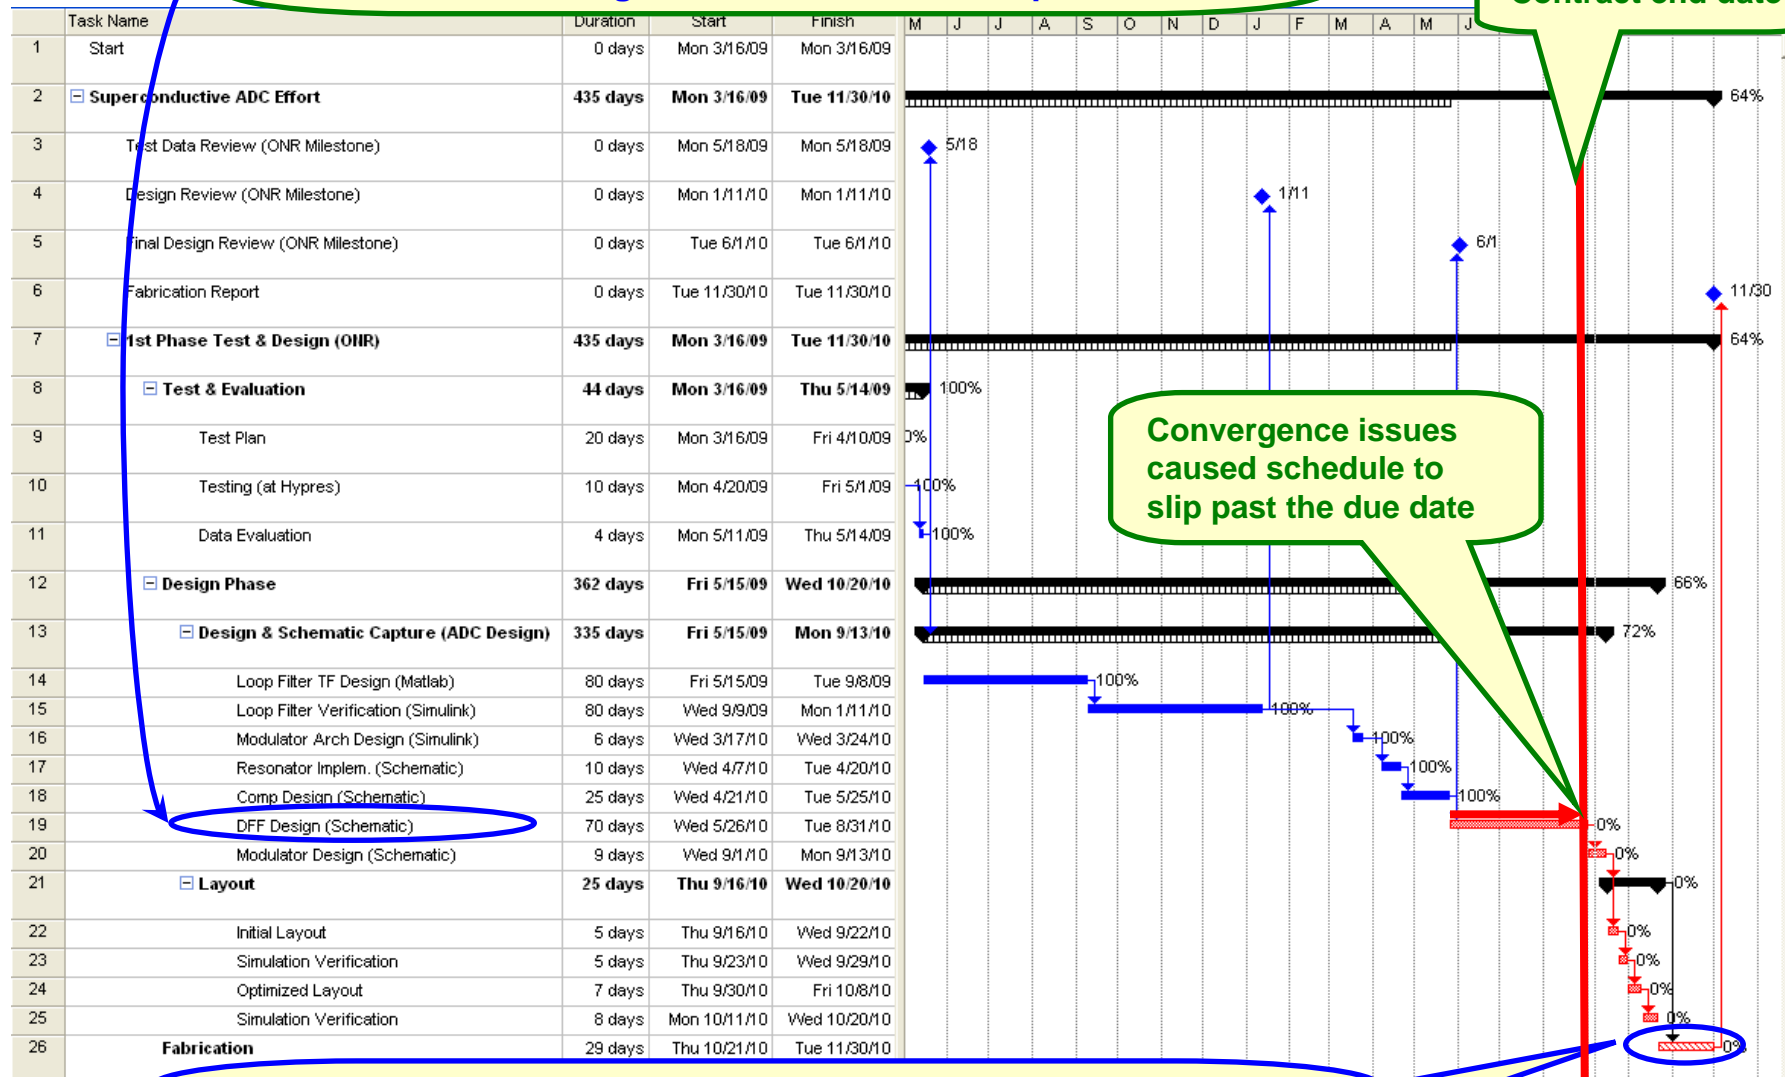 Contract end date
Task Name Duration Start Finish M J J A S O N D J F M A M J
1 Start 0 days Mon 3/16/09 Mon 3/16/09
2 Superconductive ADC Effort 435 days Mon 3/16/09 Tue 11/30/10 64%
3 Test Data Review (ONR Milestone) 0 days Mon 5/18/09 Mon 5/18/09 5/18
4 Design Review (ONR Milestone) 0 days Mon 1/11/10 Mon 1/11/10 1/11
5 Final Design Review (ONR Milestone) 0 days Tue 6/1/10 Tue 6/1/10 6/1
6 Fabrication Report 0 days Tue 11/30/10 Tue 11/30/10 11/30
7 1st Phase Test & Design (ONR) 435 days Mon 3/16/09 Tue 11/30/10 64%
8 Test & Evaluation 44 days Mon 3/16/09 Thu 5/14/09 100%
Convergence issues
caused schedule to
slip past the due date
9 Test Plan 20 days Mon 3/16/09 Fri 4/10/09 0%
10 Testing (at Hypres) 10 days Mon 4/20/09 Fri 5/1/09 100%
11 Data Evaluation 4 days Mon 5/11/09 Thu 5/14/09 100%
12 Design Phase 362 days Fri 5/15/09 Wed 10/20/10 66%
13 Design & Schematic Capture (ADC Design) 335 days Fri 5/15/09 Mon 9/13/10 72%
14 Loop Filter TF Design (Matlab) 80 days Fri 5/15/09 Tue 9/8/09 100%
15 Loop Filter Verification (Simulink) 80 days Wed 9/9/09 Mon 1/11/10 100%
16 Modulator Arch Design (Simulink) 6 days Wed 3/17/10 Wed 3/24/10 100%
17 Resonator Implem. (Schematic) 10 days Wed 4/7/10 Tue 4/20/10 100%
18 Comp Design (Schematic) 25 days Wed 4/21/10 Tue 5/25/10 100%
19 DFF Design (Schematic) 70 days Wed 5/26/10 Tue 8/31/10 0%
20 Modulator Design (Schematic) 9 days Wed 9/1/10 Mon 9/13/10 0%
21 Layout 25 days Thu 9/16/10 Wed 10/20/10 0%
22 Initial Layout 5 days Thu 9/16/10 Wed 9/22/10 0%
23 Simulation Verification 5 days Thu 9/23/10 Wed 9/29/10 0%
24 Optimized Layout 7 days Thu 9/30/10 Fri 10/8/10 0%
25 Simulation Verification 8 days Mon 10/11/10 Wed 10/20/10 0%
26 Fabrication 29 days Thu 10/21/10 Tue 11/30/10 0%